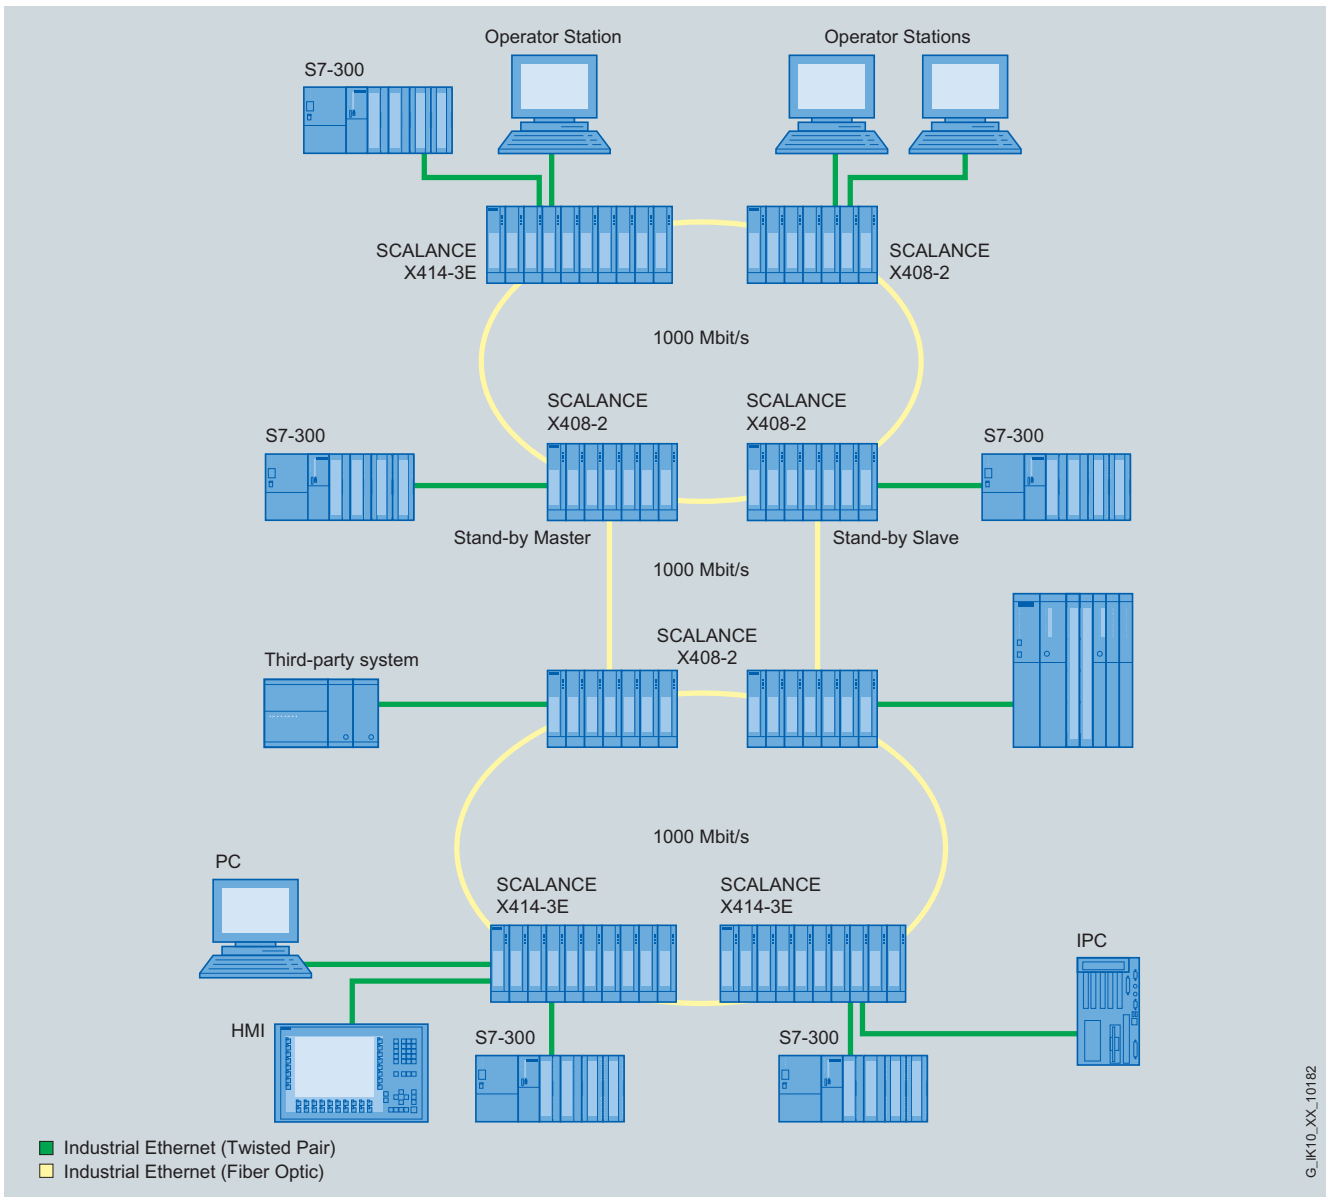 Operator Station
Operator Stations
S7-300
SCALANCE
X414-3E
SCALANCE
X408-2
1000 Mbit/s
SCALANCE
X408-2
SCALANCE
X408-2
S7-300
S7-300
Stand-by Master
Stand-by Slave
1000 Mbit/s
SCALANCE
X408-2
Third-party system
1000 Mbit/s
PC
SCALANCE
X414-3E
SCALANCE
X414-3E
IPC
HMI
S7-300
S7-300
Industrial Ethernet (Twisted Pair)
Industrial Ethernet (Fiber Optic)
G_IK10_XX_10182